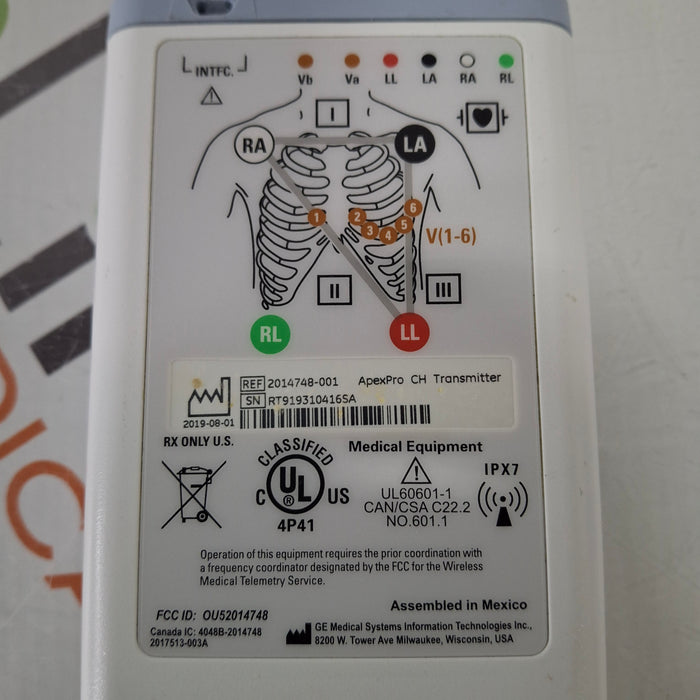 INTFC.
Vb Va LL LA RA RL
I
RA
LA
1
2
3
4
5
6
V(1-6)
II
III
RL
LL
REF 2014748-001 ApexPro CH Transmitter
SN RT919310416SA
2019-08-01
RX ONLY U.S.
CLASSIFIED
C UL ® US
4P41
Medical Equipment
UL60601-1
CAN/CSA C22.2
NO.601.1
IPX7
Operation of this equipment requires the prior coordination with
a frequency coordinator designated by the FCC for the Wireless
Medical Telemetry Service.
Assembled in Mexico
FCC ID: OU52014748
Canada IC: 4048B-2014748
2017513-003A
GE Medical Systems Information Technologies Inc.,
8200 W. Tower Ave Milwaukee, Wisconsin, USA